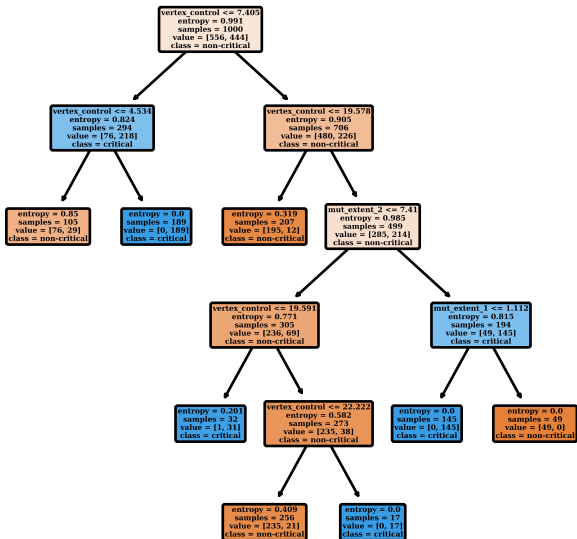 vertex_control <= 7.405
entropy = 0.991
samples = 1000
value = [556, 444]
class = non-critical
vertex_control <= 4.534
entropy = 0.824
samples = 294
value = [76, 218]
class = critical
vertex_control <= 19.578
entropy = 0.905
samples = 706
value = [480, 226]
class = non-critical
entropy = 0.85
samples = 105
value = [76, 29]
class = non-critical
entropy = 0.0
samples = 189
value = [0, 189]
class = critical
entropy = 0.319
samples = 207
value = [195, 12]
class = non-critical
mut_extent_2 <= 7.41
entropy = 0.985
samples = 499
value = [285, 214]
class = non-critical
vertex_control <= 19.591
entropy = 0.771
samples = 305
value = [236, 69]
class = non-critical
mut_extent_1 <= 1.112
entropy = 0.815
samples = 194
value = [49, 145]
class = critical
entropy = 0.201
samples = 32
value = [1, 31]
class = critical
vertex_control <= 22.222
entropy = 0.582
samples = 273
value = [235, 38]
class = non-critical
entropy = 0.0
samples = 145
value = [0, 145]
class = critical
entropy = 0.0
samples = 49
value = [49, 0]
class = non-critical
entropy = 0.409
samples = 256
value = [235, 21]
class = non-critical
entropy = 0.0
samples = 17
value = [0, 17]
class = critical